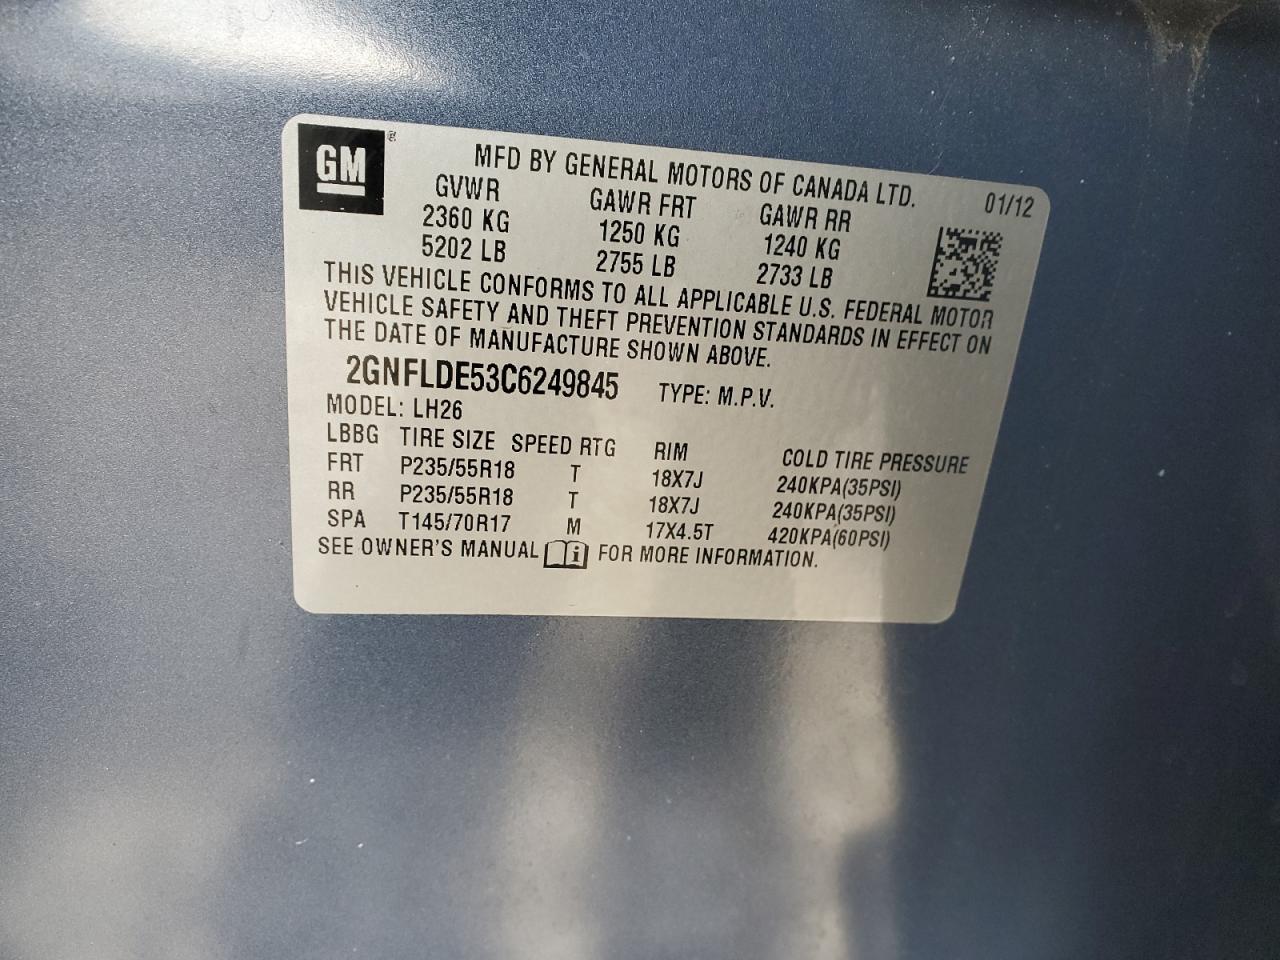 GM ®
MFD BY GENERAL MOTORS OF CANADA LTD.
01/12
GVWR GAWR FRT GAWR RR
2360 KG 1250 KG 1240 KG
5202 LB 2755 LB 2733 LB
THIS VEHICLE CONFORMS TO ALL APPLICABLE U.S. FEDERAL MOTOR
VEHICLE SAFETY AND THEFT PREVENTION STANDARDS IN EFFECT ON
THE DATE OF MANUFACTURE SHOWN ABOVE.
2GNFLDE53C6249845 TYPE: M.P.V.
MODEL: LH26
LBBG TIRE SIZE SPEED RTG RIM COLD TIRE PRESSURE
FRT P235/55R18 T 18X7J 240KPA(35PSI)
RR P235/55R18 T 18X7J 240KPA(35PSI)
SPA T145/70R17 M 17X4.5T 420KPA(60PSI)
SEE OWNER'S MANUAL i FOR MORE INFORMATION.